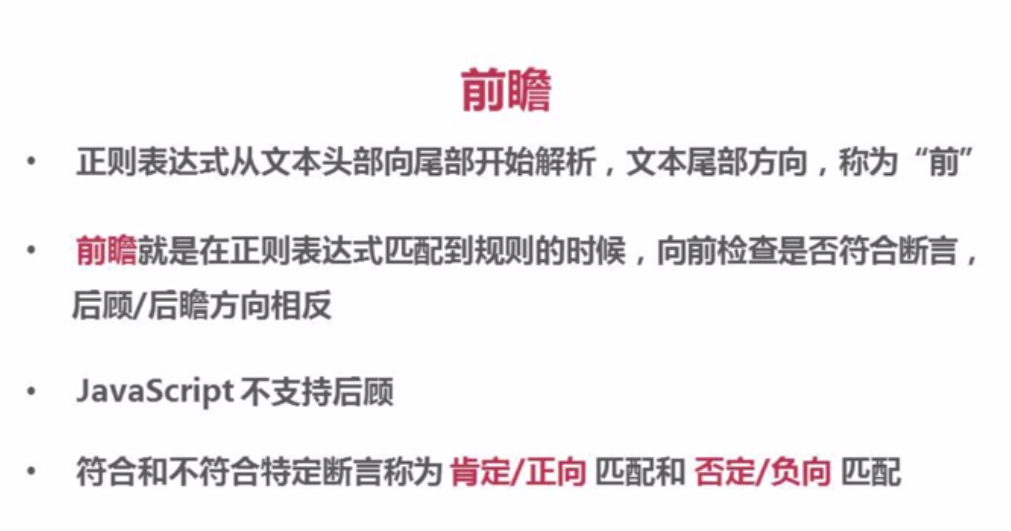 前瞻
• 正则表达式从文本头部向尾部开始解析，文本尾部方向，称为“前”
• 前瞻就是在正则表达式匹配到规则的时候，向前检查是否符合断言，
后顾/后瞻方向相反
• JavaScript 不支持后顾
• 符合和不符合特定断言称为 肯定/正向 匹配和 否定/负向 匹配